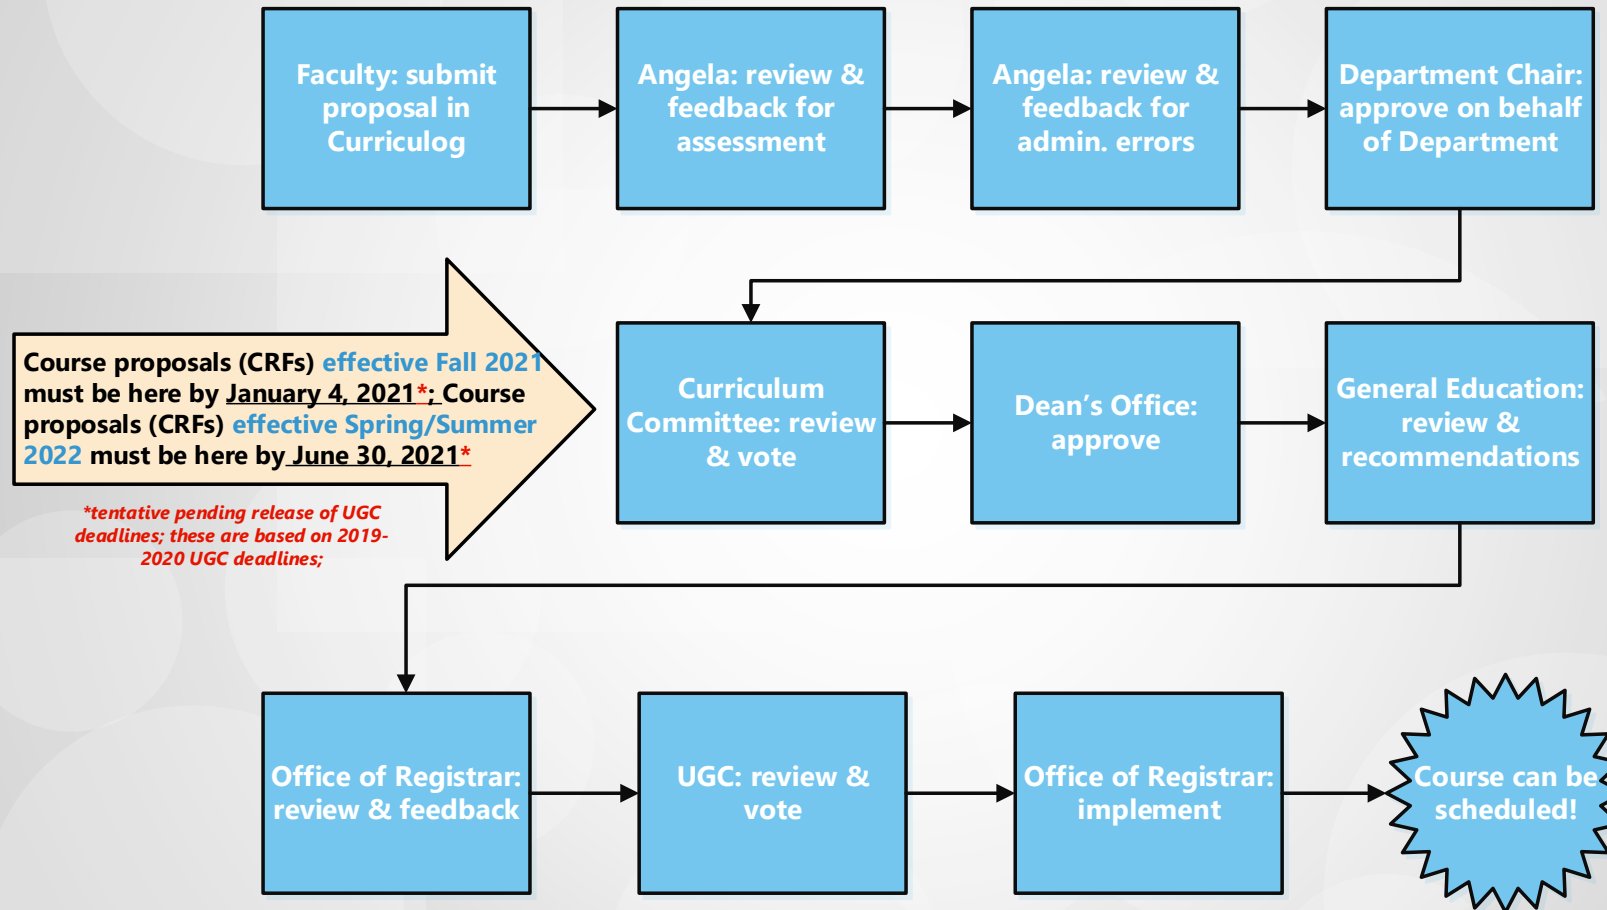 Faculty: submit
proposal in
Curriculog
Angela: review &
feedback for
assessment
Angela: review &
feedback for
admin. errors
Department Chair:
approve on behalf
of Department
Course proposals (CRFs) effective Fall 2021
must be here by January 4, 2021*; Course
proposals (CRFs) effective Spring/Summer
2022 must be here by June 30, 2021*
*tentative pending release of UGC
deadlines; these are based on 2019-
2020 UGC deadlines;
Curriculum
Committee: review
& vote
Dean’s Office:
approve
General Education:
review &
recommendations
Office of Registrar:
review & feedback
UGC: review &
vote
Office of Registrar:
implement
Course can be
scheduled!